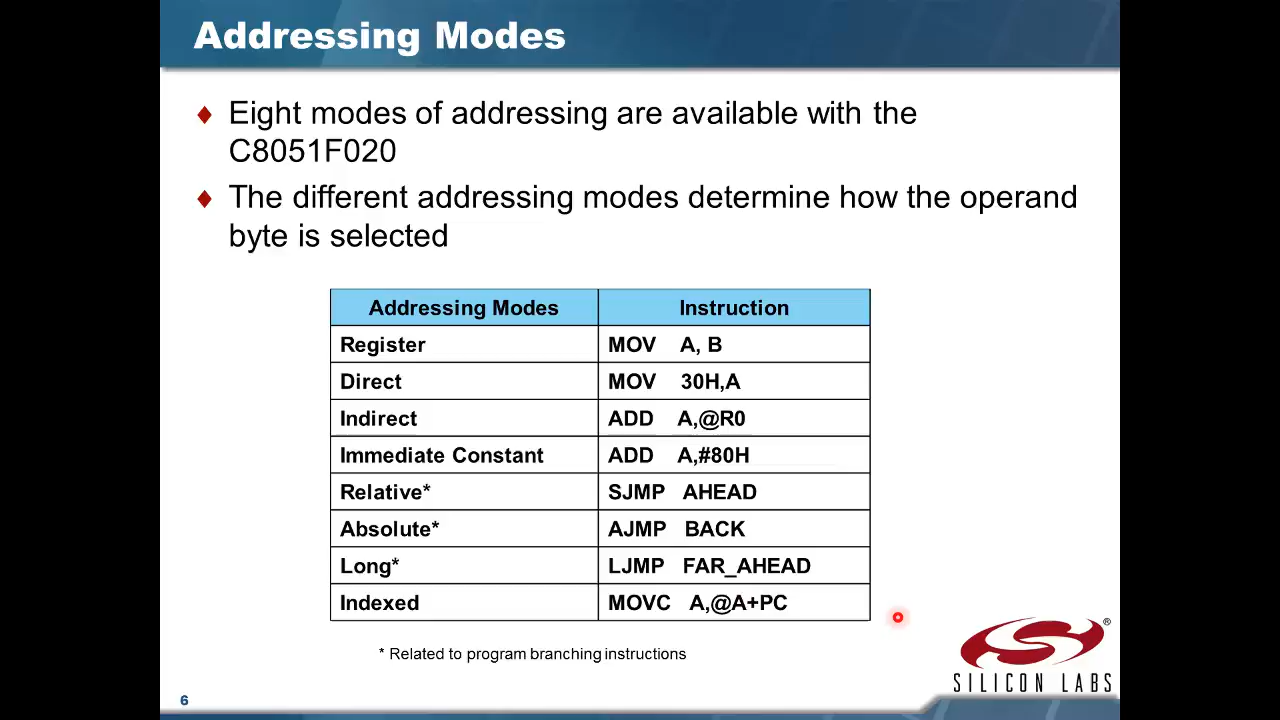 Addressing Modes
♦ Eight modes of addressing are available with the
C8051F020
♦ The different addressing modes determine how the operand
byte is selected
Addressing Modes Instruction
Register MOV A, B
Direct MOV 30H,A
Indirect ADD A,@R0
Immediate Constant ADD A,#80H
Relative* SJMP AHEAD
Absolute* AJMP BACK
Long* LJMP FAR_AHEAD
Indexed MOVC A,@A+PC
* Related to program branching instructions
®
SILICON LABS
6